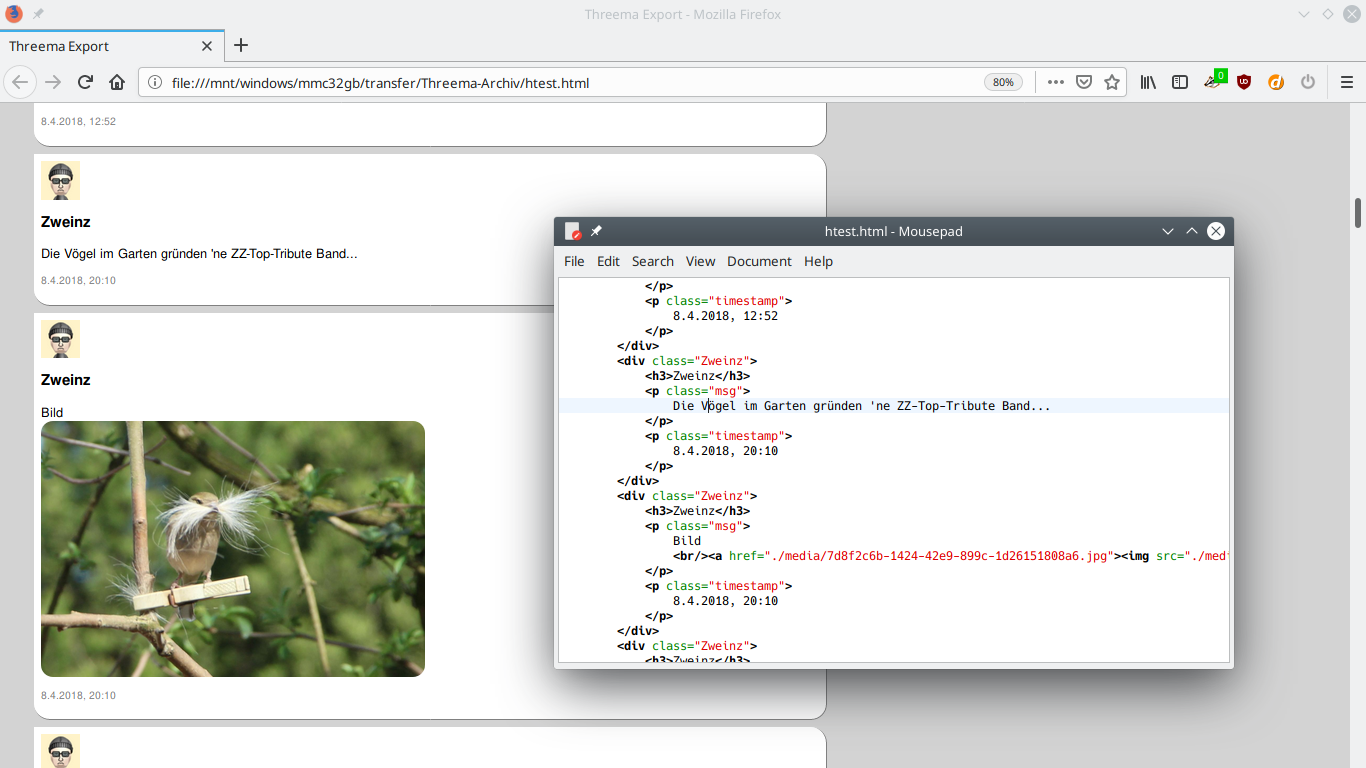 Threema Export - Mozilla Firefox
Threema Export
file:///mnt/windows/mmc32gb/transfer/Threema-Archiv/htest.html
80%
0
8.4.2018, 12:52
Zweinz
Die Vögel im Garten gründen 'ne ZZ-Top-Tribute Band...
8.4.2018, 20:10
Zweinz
Bild
8.4.2018, 20:10
htest.html - Mousepad
File Edit Search View Document Help
</p>
<p class="timestamp">
8.4.2018, 12:52
</p>
</div>
<div class="Zweinz">
<h3>Zweinz</h3>
<p class="msg">
Die Vögel im Garten gründen 'ne ZZ-Top-Tribute Band...
</p>
<p class="timestamp">
8.4.2018, 20:10
</p>
</div>
<div class="Zweinz">
<h3>Zweinz</h3>
<p class="msg">
Bild
<br/><a href="./media/7d8f2c6b-1424-42e9-899c-1d26151808a6.jpg"><img src="./med
</p>
<p class="timestamp">
8.4.2018, 20:10
</p>
</div>
<div class="Zweinz">
<h3>Zweinz</h3>